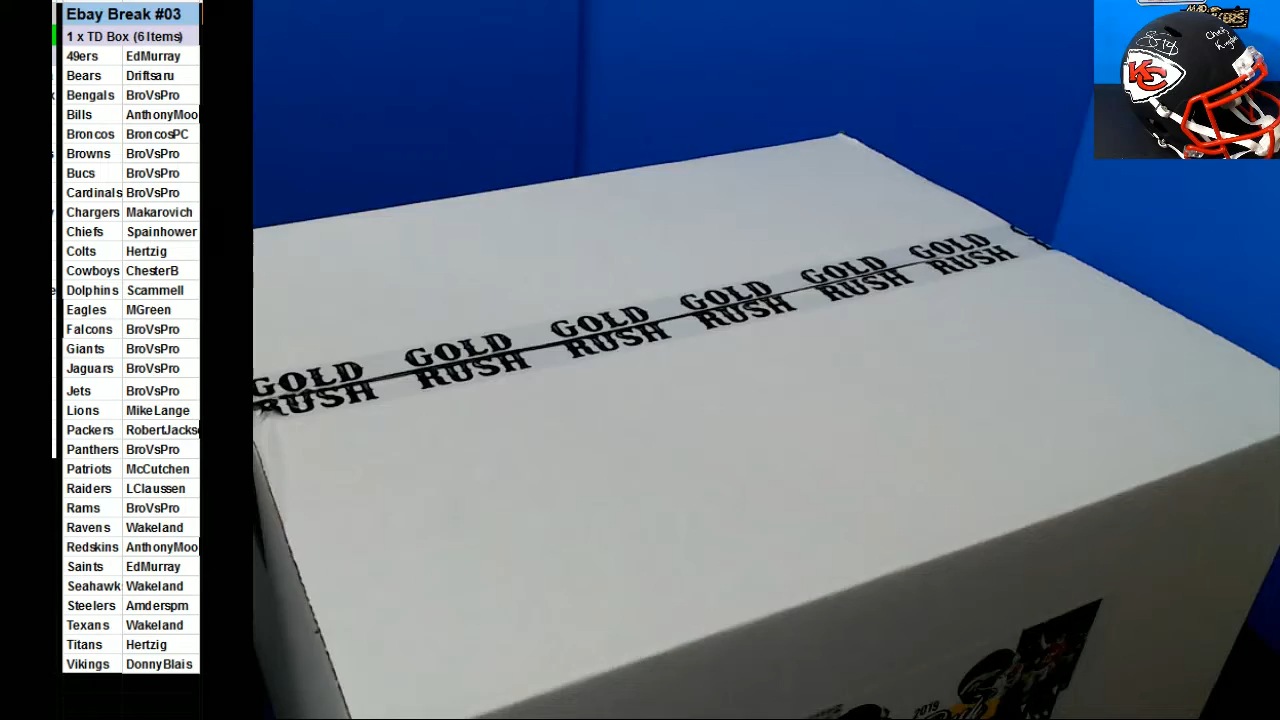 Ebay Break #03
1 x TD Box (6 Items)
49ers EdMurray
Bears Driftsaru
Bengals BroVsPro
Bills AnthonyMoo
Broncos BroncosPC
Browns BroVsPro
Bucs BroVsPro
Cardinals BroVsPro
Chargers Makarovich
Chiefs Spainhower
Colts Hertzig
Cowboys ChesterB
Dolphins Scammell
Eagles MGreen
Falcons BroVsPro
Giants BroVsPro
Jaguars BroVsPro
Jets BroVsPro
Lions MikeLange
Packers RobertJackso
Panthers BroVsPro
Patriots McCutchen
Raiders LClaussen
Rams BroVsPro
Ravens Wakeland
Redskins AnthonyMoo
Saints EdMurray
Seahawk Wakeland
Steelers Amderspm
Texans Wakeland
Titans Hertzig
Vikings DonnyBlais
GOLD GOLD GOLD GOLD GOLD GOLD
RUSH RUSH RUSH RUSH RUSH RUSH
KC
2019